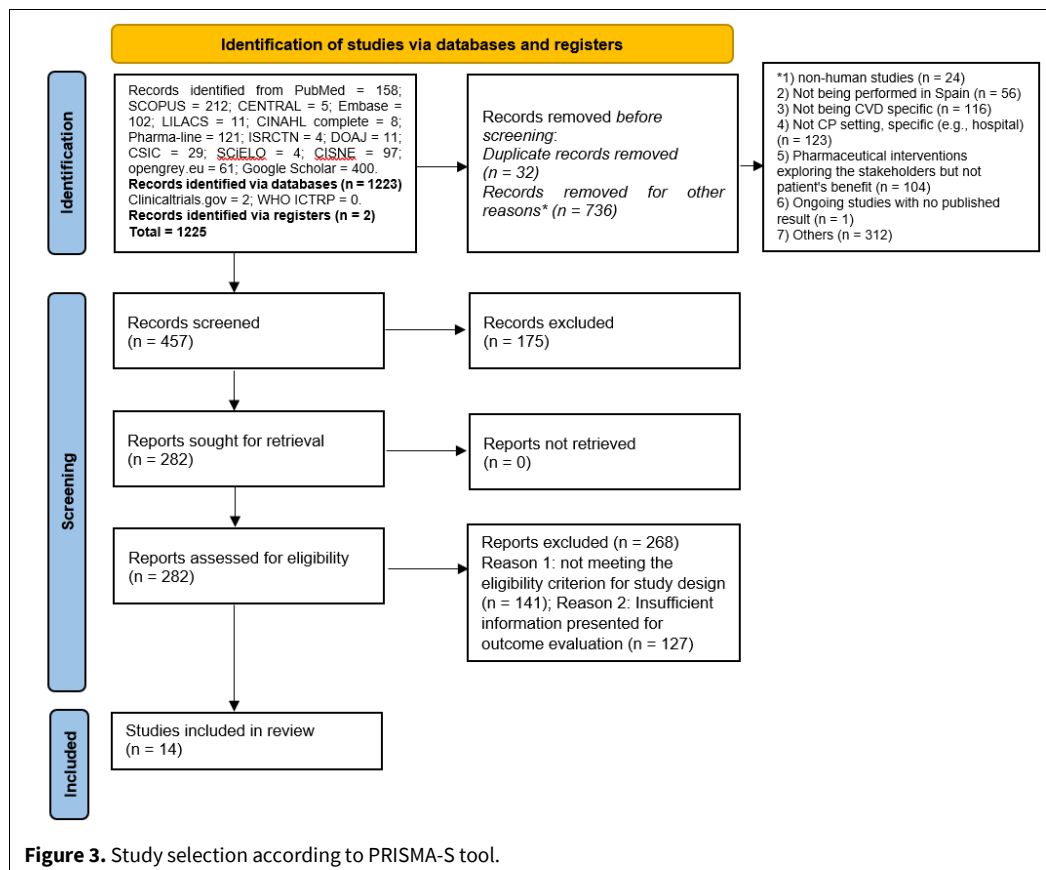 Identification of studies via databases and registers
Identification
Records identified from PubMed = 158;
SCOPUS = 212; CENTRAL = 5; Embase =
102; LILACS = 11; CINAHL complete = 8;
Pharma-line = 121; ISRCTN = 4; DOAJ = 11;
CSIC = 29; SCiELO = 4; CISNE = 97;
opengrey.eu = 61; Google Scholar = 400.
Records identified via databases (n = 1223)
Clinicaltrials.gov = 2; WHO ICTRP = 0.
Records identified via registers (n = 2)
Total = 1225
Records removed before
screening:
Duplicate records removed
(n = 32)
Records removed for other
reasons* (n = 736)
*1) non-human studies (n = 24)
2) Not being performed in Spain (n = 56)
3) Not being CVD specific (n = 116)
4) Not CP setting, specific (e.g., hospital)
(n = 123)
5) Pharmaceutical interventions
exploring the stakeholders but not
patient's benefit (n = 104)
6) Ongoing studies with no published
result (n = 1)
7) Others (n = 312)
Screening
Records screened
(n = 457)
Records excluded
(n = 175)
Reports sought for retrieval
(n = 282)
Reports not retrieved
(n = 0)
Reports assessed for eligibility
(n = 282)
Reports excluded (n = 268)
Reason 1: not meeting the
eligibility criterion for study design
(n = 141); Reason 2: Insufficient
information presented for
outcome evaluation (n = 127)
Included
Studies included in review
(n = 14)
Figure 3. Study selection according to PRISMA-S tool.